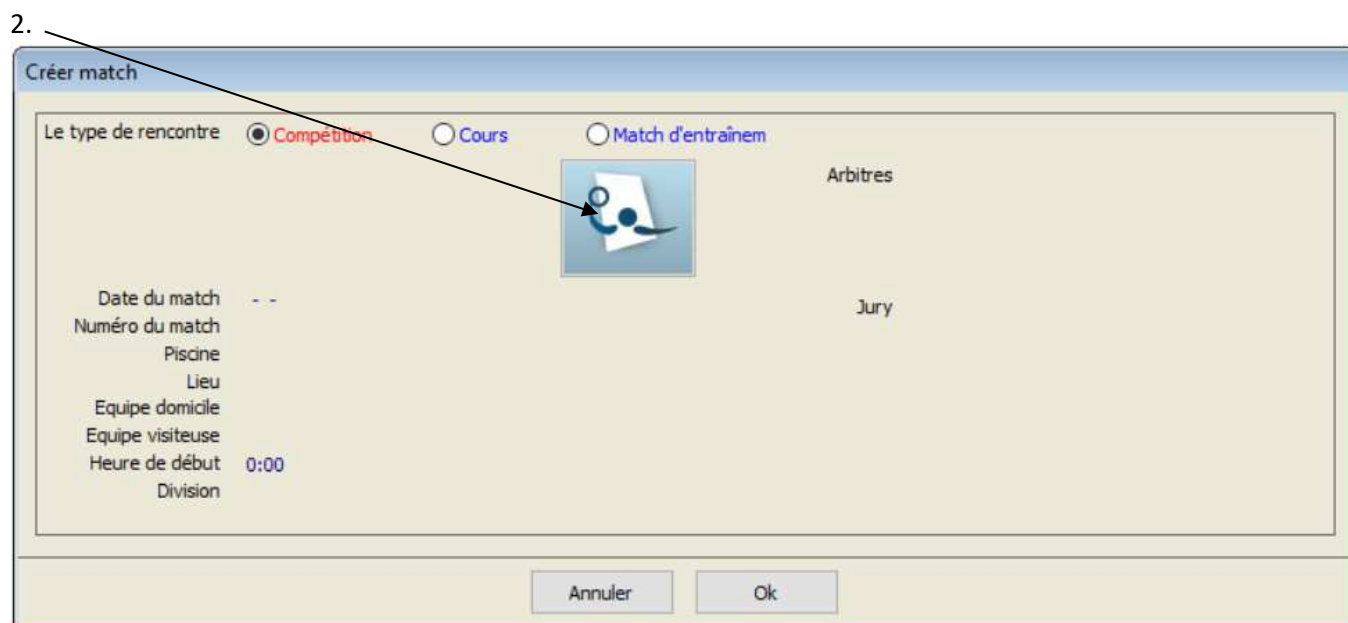 2.
Créer match
Le type de rencontre Compétition Cours Match d'entraînem
Arbitres
Date du match - -
Jury
Numéro du match
Piscine
Lieu
Equipe domicile
Equipe visiteuse
Heure de début 0:00
Division
Annuler Ok